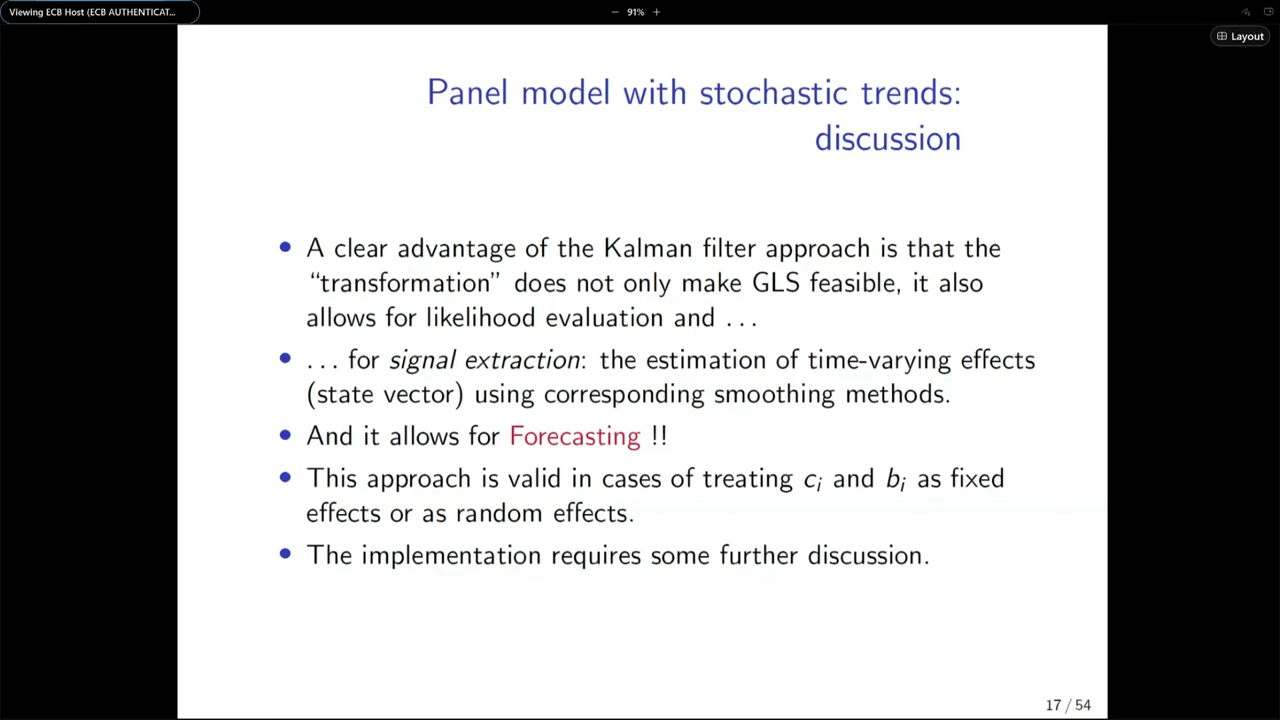 Viewing ECB Host (ECB AUTHENTICAT...
− 91% +
Layout
Panel model with stochastic trends:
discussion
• A clear advantage of the Kalman filter approach is that the
“transformation” does not only make GLS feasible, it also
allows for likelihood evaluation and . . .
• . . . for signal extraction: the estimation of time-varying effects
(state vector) using corresponding smoothing methods.
• And it allows for Forecasting !!
• This approach is valid in cases of treating cᵢ and bᵢ as fixed
effects or as random effects.
• The implementation requires some further discussion.
17 / 54